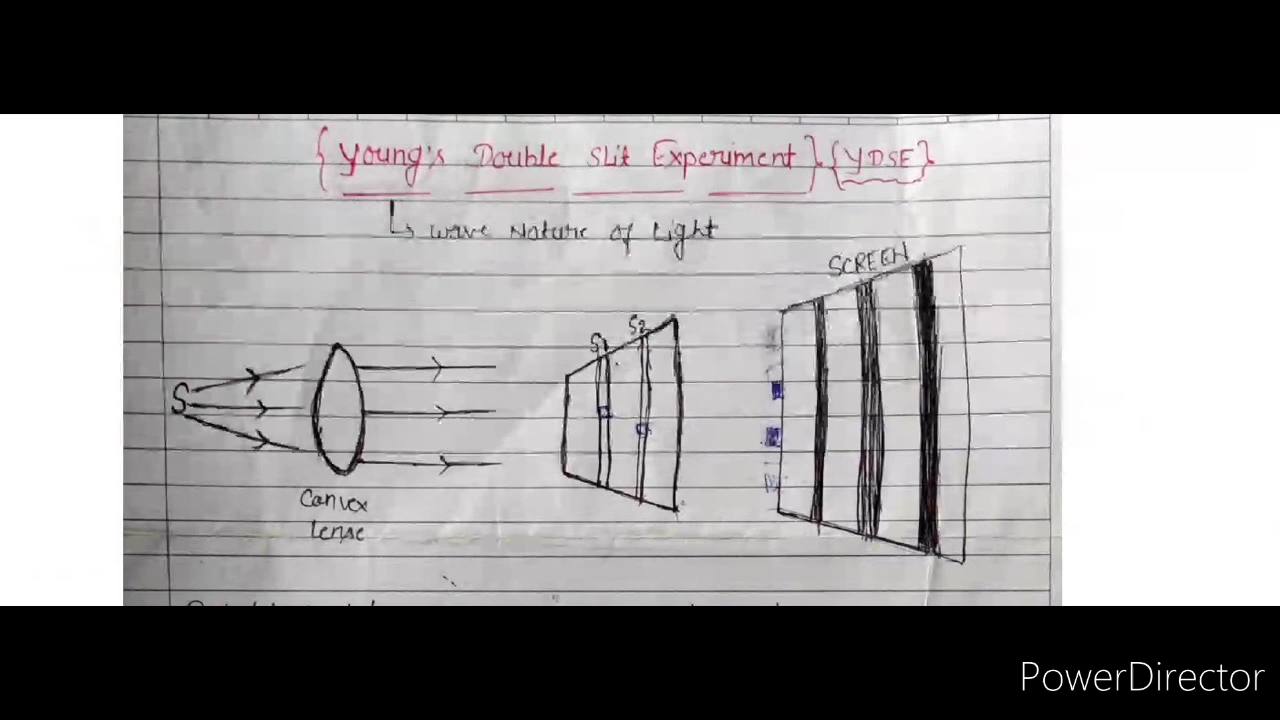 {Young's Double Slit Experiment} {YDSE}
↳ wave Nature of Light
SCREEN
S1 S2
S
Convex
lense
PowerDirector